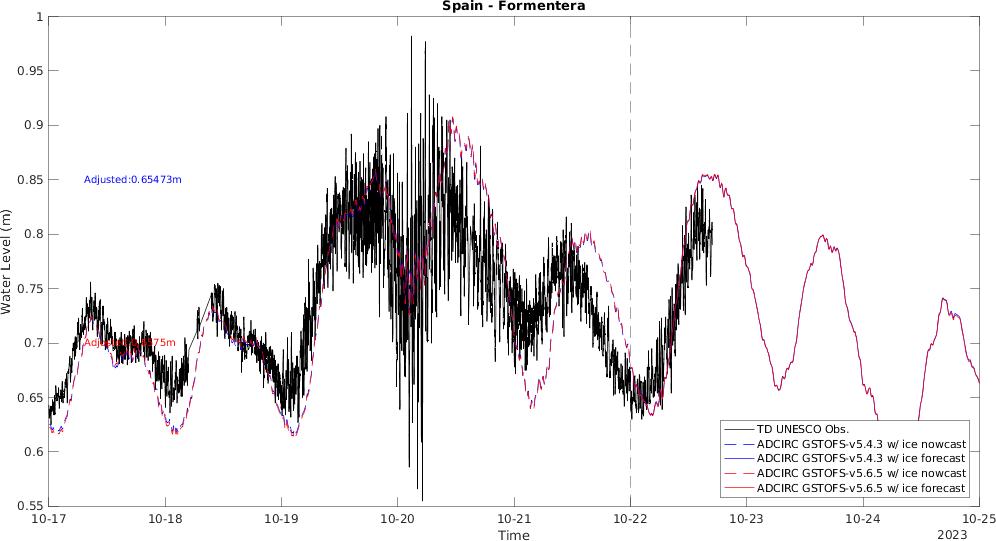 Spain - Formentera
1
0.95
0.9
0.85
0.8
0.75
0.7
0.65
0.6
0.55
Water Level (m)
Adjusted:0.65473m
TD UNESCO Obs.
ADCIRC GSTOFS-v5.4.3 w/ ice nowcast
ADCIRC GSTOFS-v5.4.3 w/ ice forecast
ADCIRC GSTOFS-v5.6.5 w/ ice nowcast
ADCIRC GSTOFS-v5.6.5 w/ ice forecast
10-17
10-18
10-19
10-20
10-21
10-22
10-23
10-24
10-25
Time
2023